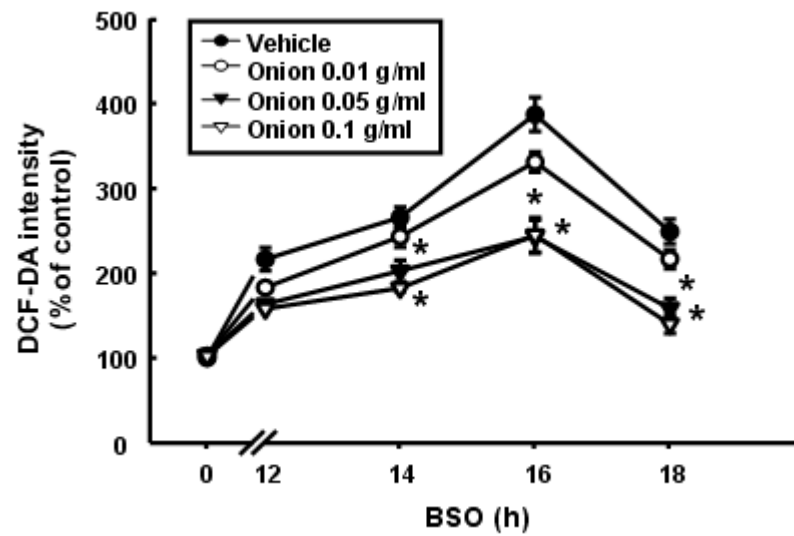 500
400
300
200
100
0
DCF-DA intensity
(% of control)
Vehicle
Onion 0.01 g/ml
Onion 0.05 g/ml
Onion 0.1 g/ml
*
*
*
*
*
*
0 12 14 16 18
BSO (h)